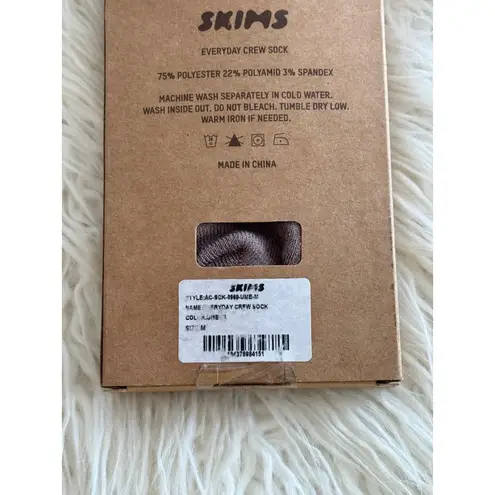 SKIMS
EVERYDAY CREW SOCK
75% POLYESTER 22% POLYAMID 3% SPANDEX
MACHINE WASH SEPARATELY IN COLD WATER.
WASH INSIDE OUT. DO NOT BLEACH. TUMBLE DRY LOW.
WARM IRON IF NEEDED.
MADE IN CHINA
SKIMS
CREW SOCK
M